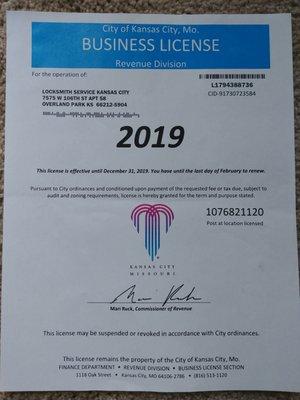 City of Kansas City, Mo.
BUSINESS LICENSE
Revenue Division
For the operation of:
L1794388736
CID-91730723584
LOCKSMITH SERVICE KANSAS CITY
7575 W 106TH ST APT 58
OVERLAND PARK KS 66212-5904
2019
This license is effective until December 31, 2019. You have until the last day of February to renew.
Pursuant to City ordinances and conditioned upon payment of the requested fee or tax due, subject to
audit and zoning requirements, license is hereby granted for the term and purpose stated.
1076821120
Post at location licensed
KANSAS CITY
MISSOURI
Mari Ruck, Commissioner of Revenue
This license may be suspended or revoked in accordance with City ordinances.
This license remains the property of the City of Kansas City, Mo.
FINANCE DEPARTMENT • REVENUE DIVISION • BUSINESS LICENSE SECTION
1118 Oak Street • Kansas City, MO 64106-2786 • (816) 513-1120